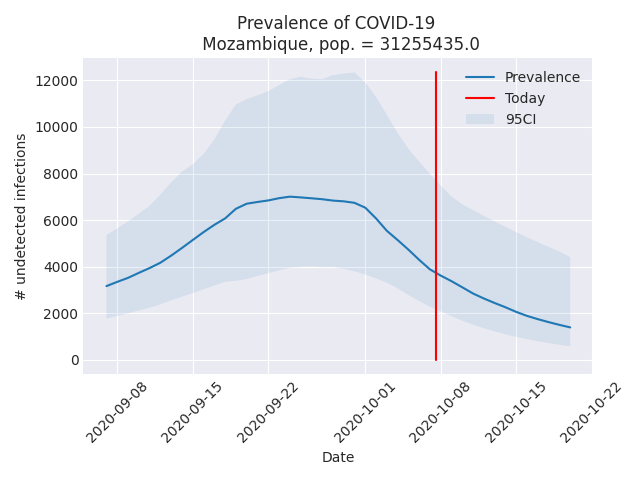 Prevalence of COVID-19
Mozambique, pop. = 31255435.0
Prevalence
Today
95CI
# undetected infections
12000
10000
8000
6000
4000
2000
0
2020-09-08
2020-09-15
2020-09-22
2020-10-01
2020-10-08
2020-10-15
2020-10-22
Date